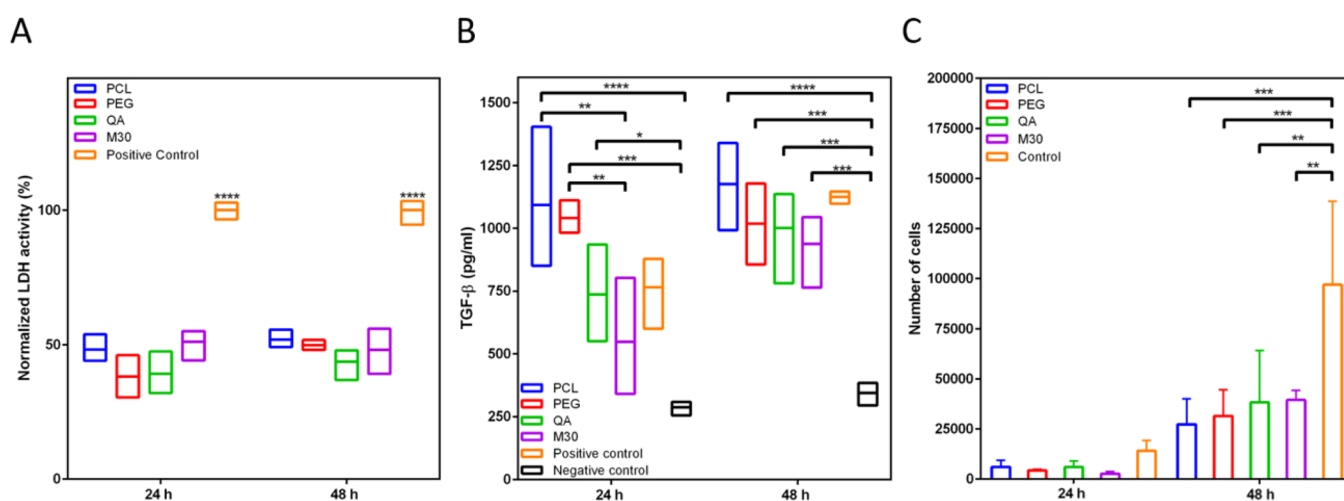 A
B
C
PCL
PEG
QA
M30
Positive Control
Normalized LDH activity (%)
100
50
0
****
****
24 h
48 h
TGF-β (pg/ml)
1500
1250
1000
750
500
250
0
****
**
*
***
**
****
***
***
***
PCL
PEG
QA
M30
Positive control
Negative control
24 h
48 h
Number of cells
200000
175000
150000
125000
100000
75000
50000
25000
0
PCL
PEG
QA
M30
Control
***
***
**
**
24 h
48 h